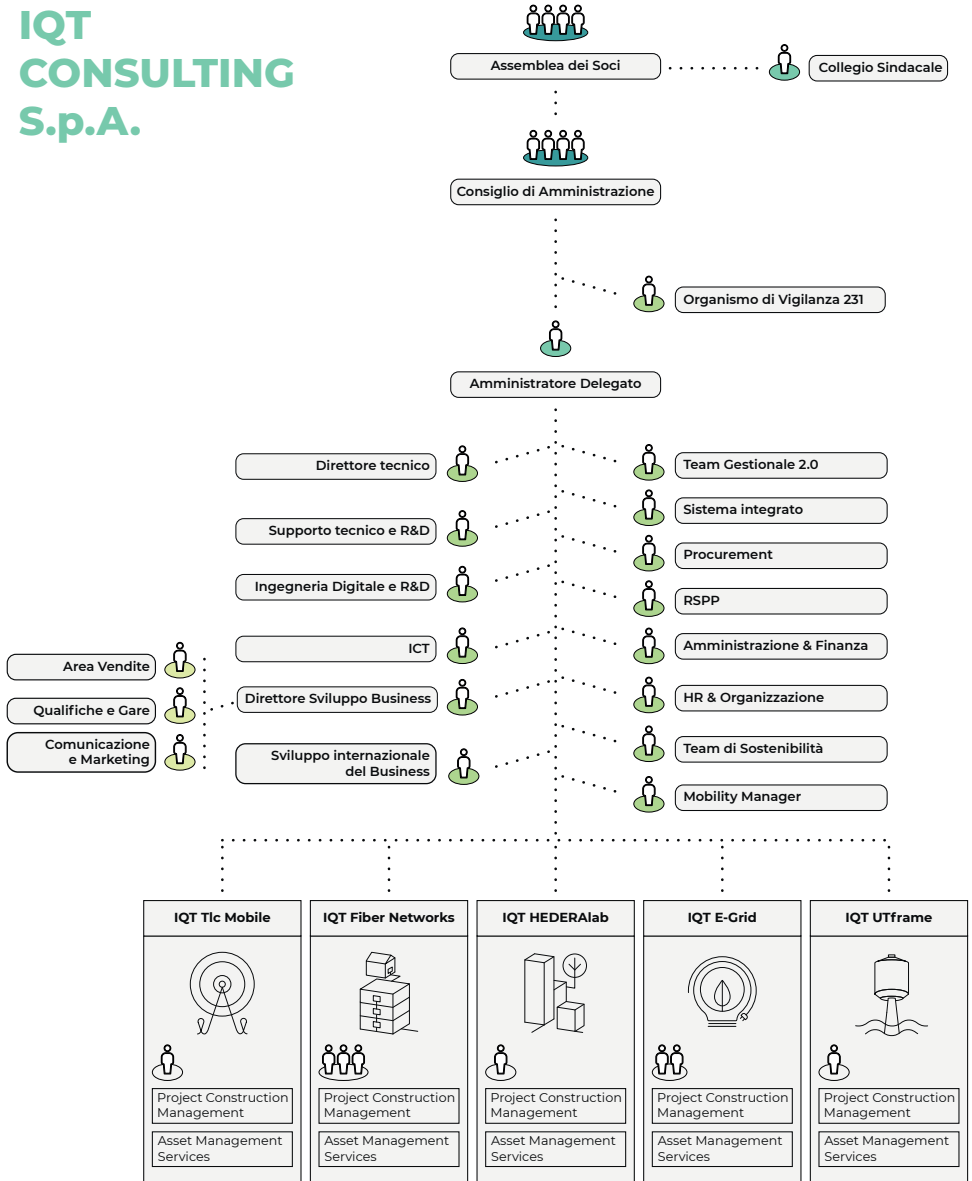 IQT
CONSULTING
S.p.A.
Assemblea dei Soci
Collegio Sindacale
Consiglio di Amministrazione
Organismo di Vigilanza 231
Amministratore Delegato
Direttore tecnico
Team Gestionale 2.0
Supporto tecnico e R&D
Sistema integrato
Procurement
Ingegneria Digitale e R&D
RSPP
ICT
Amministrazione & Finanza
Area Vendite
Qualifiche e Gare
Comunicazione
e Marketing
Direttore Sviluppo Business
HR & Organizzazione
Sviluppo internazionale
del Business
Team di Sostenibilità
Mobility Manager
IQT Tlc Mobile
IQT Fiber Networks
IQT HEDERAlab
IQT E-Grid
IQT UTframe
Project Construction
Management
Project Construction
Management
Project Construction
Management
Project Construction
Management
Project Construction
Management
Asset Management
Services
Asset Management
Services
Asset Management
Services
Asset Management
Services
Asset Management
Services